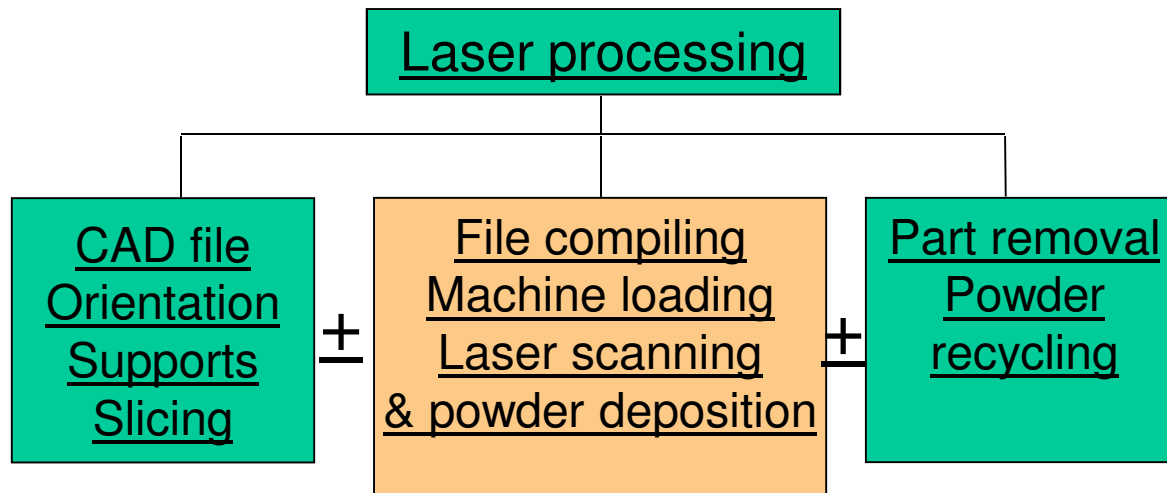 Laser processing
CAD file
Orientation
Supports
Slicing
+
File compiling
Machine loading
Laser scanning
& powder deposition
+
Part removal
Powder
recycling